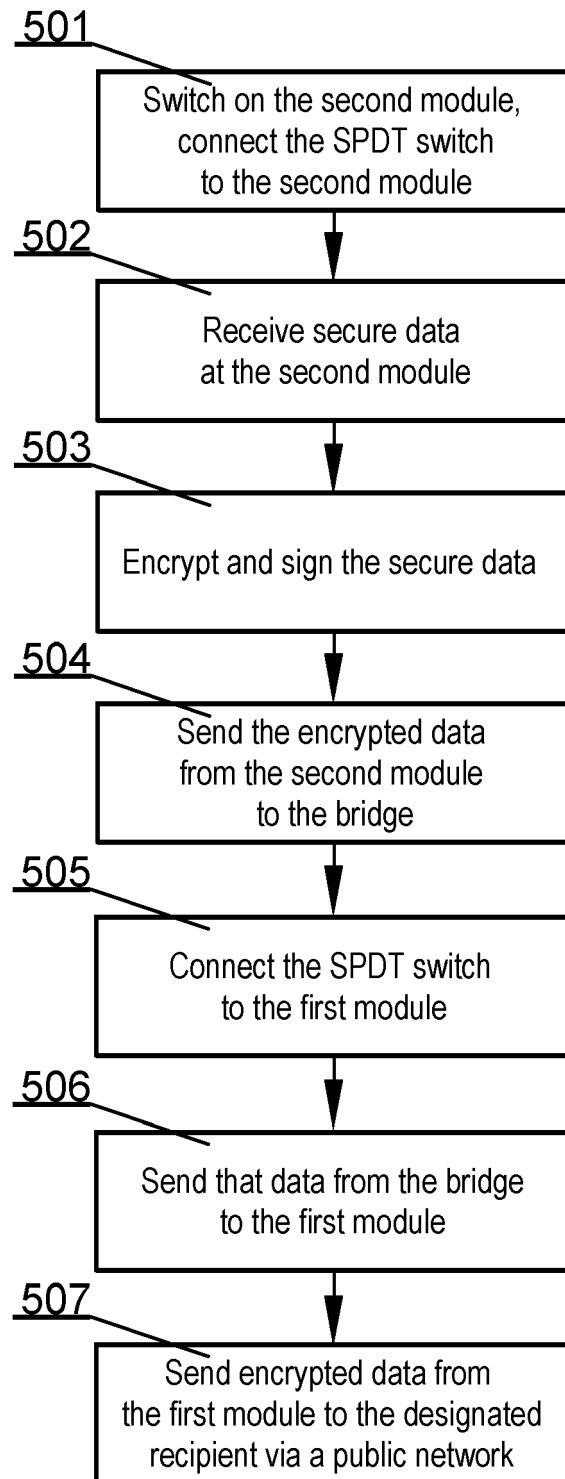 501
Switch on the second module,
connect the SPDT switch
to the second module
502
Receive secure data
at the second module
503
Encrypt and sign the secure data
504
Send the encrypted data
from the second module
to the bridge
505
Connect the SPDT switch
to the first module
506
Send that data from the bridge
to the first module
507
Send encrypted data from
the first module to the designated
recipient via a public network